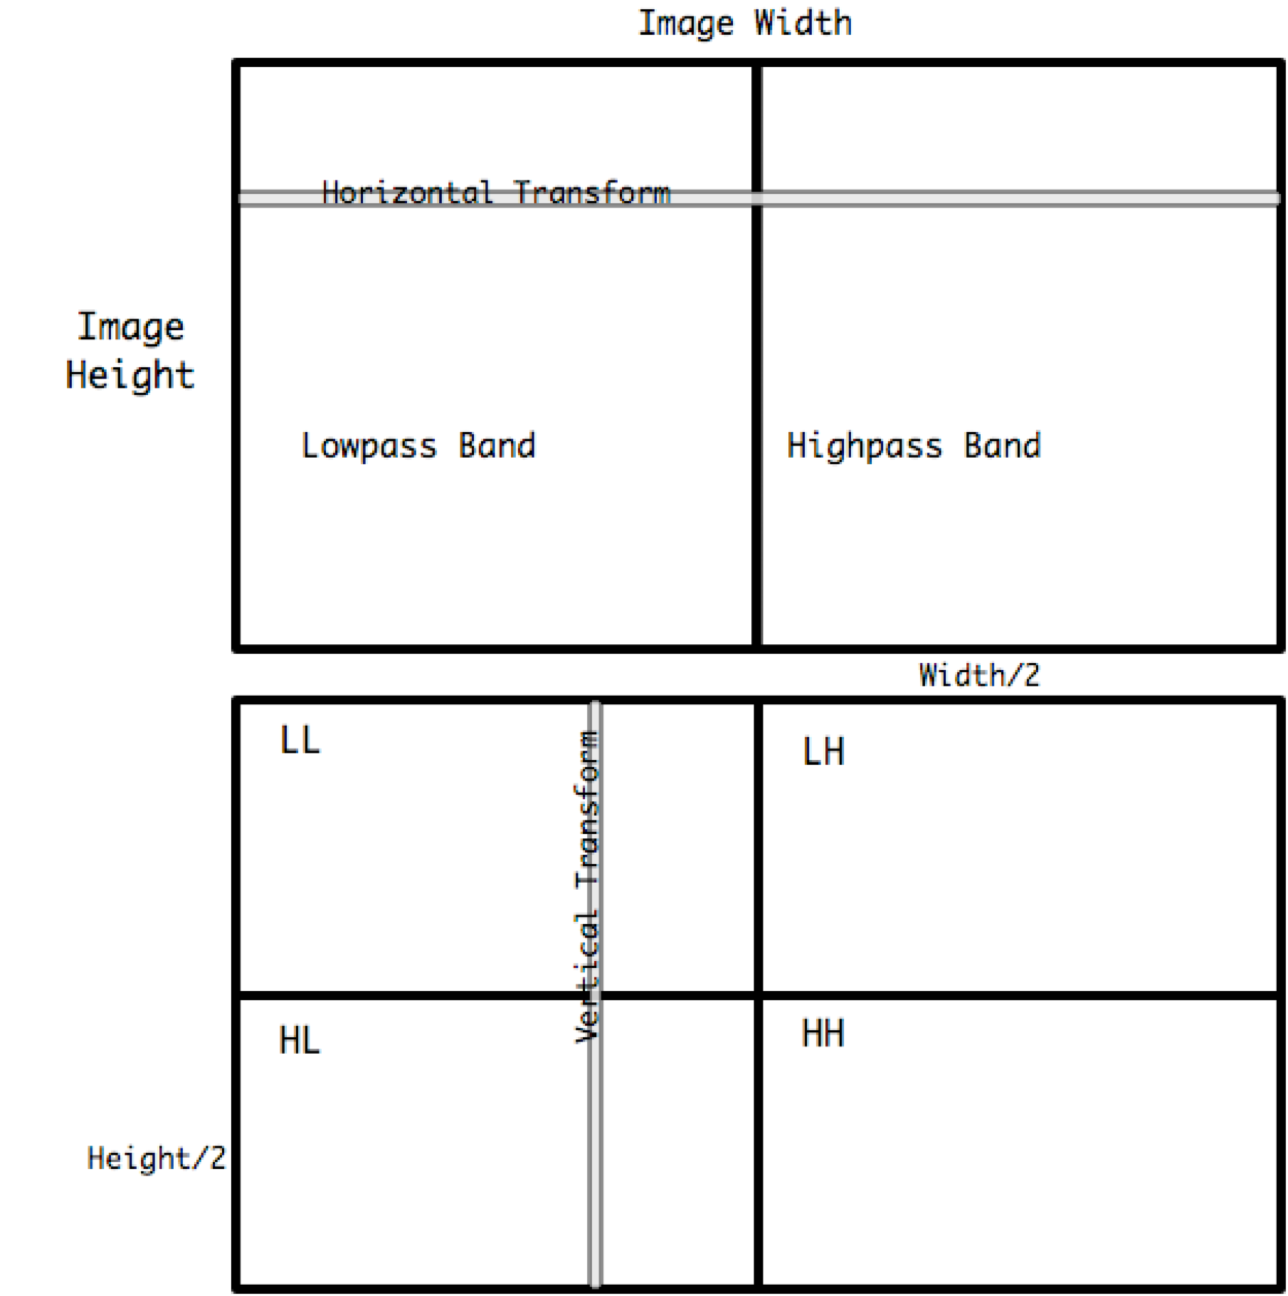 Image Width
Horizontal Transform
Image
Height
Lowpass Band
Highpass Band
Width/2
LL
LH
Vertical Transform
HL
HH
Height/2